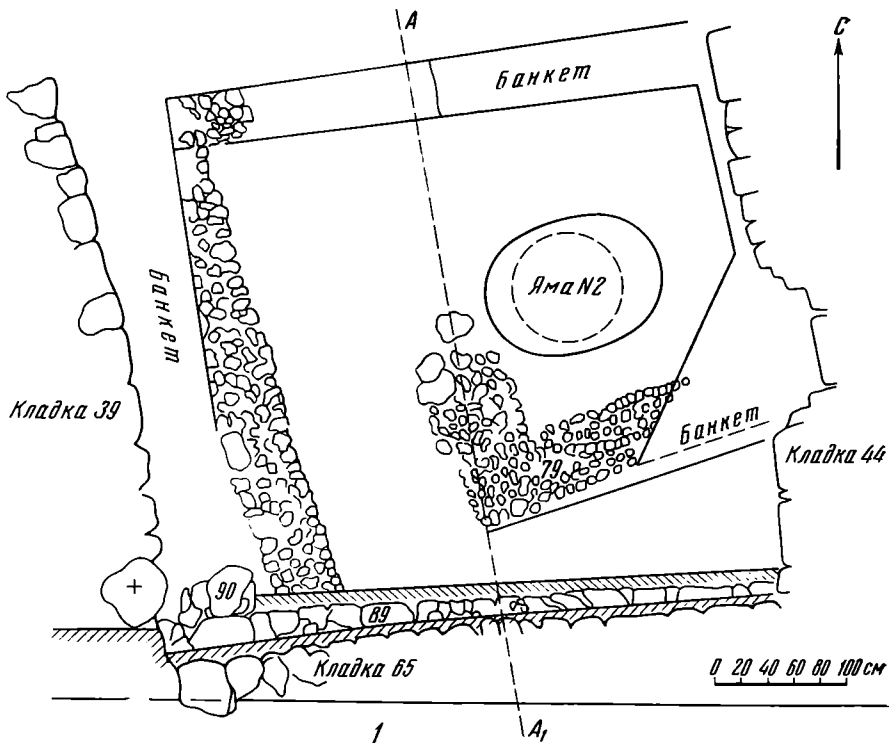 А
С
Банкет
Банкет
Яма N2
Кладка 39
Банкет
79
Кладка 44
90
89
Кладка 65
0 20 40 60 80 100 см
1
А₁